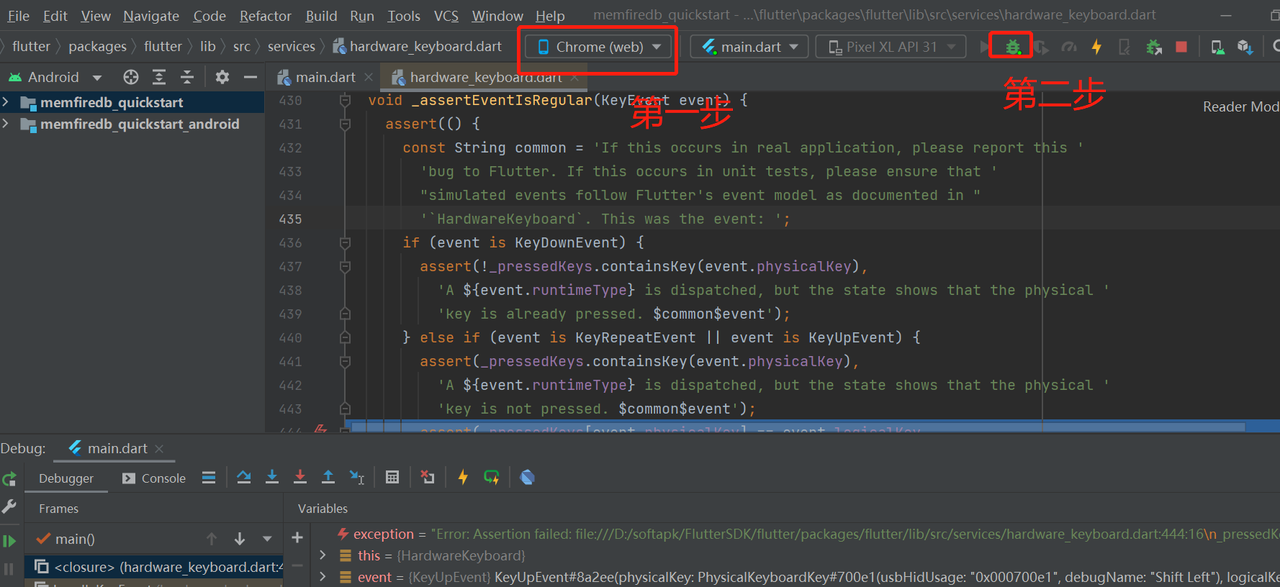 File Edit View Navigate Code Refactor Build Run Tools VCS Window Help memfiredb_quickstart - ...\flutter\packages\flutter\lib\src\services\hardware_keyboard.dart
flutter packages flutter lib src services hardware_keyboard.dart Chrome (web) main.dart Pixel XL API 31
Android main.dart hardware_keyboard.dart
第一步
第二步
Reader Mod
memfiredb_quickstart
memfiredb_quickstart_android
430 void _assertEventIsRegular(KeyEvent event) {
431 assert(() {
432 const String common = 'If this occurs in real application, please report this '
433 'bug to Flutter. If this occurs in unit tests, please ensure that '
434 "simulated events follow Flutter's event model as documented in "
435 '`HardwareKeyboard`. This was the event: ';
436 if (event is KeyDownEvent) {
437 assert(!_pressedKeys.containsKey(event.physicalKey),
438 'A ${event.runtimeType} is dispatched, but the state shows that the physical '
439 'key is already pressed. $common$event');
440 } else if (event is KeyRepeatEvent || event is KeyUpEvent) {
441 assert(_pressedKeys.containsKey(event.physicalKey),
442 'A ${event.runtimeType} is dispatched, but the state shows that the physical '
443 'key is not pressed. $common$event');
444 assert(_pressedKeys[event.physicalKey] == event.logicalKey,
Debug: main.dart
Debugger Console
Frames Variables
main()
<closure> (hardware_keyboard.dart:4
exception = "Error: Assertion failed: file:///D:/softapk/FlutterSDK/flutter/packages/flutter/lib/src/services/hardware_keyboard.dart:444:16\n_pressedKe
this = {HardwareKeyboard}
event = {KeyUpEvent} KeyUpEvent#8a2ee(physicalKey: PhysicalKeyboardKey#700e1(usbHidUsage: "0x000700e1", debugName: "Shift Left"), logicalK